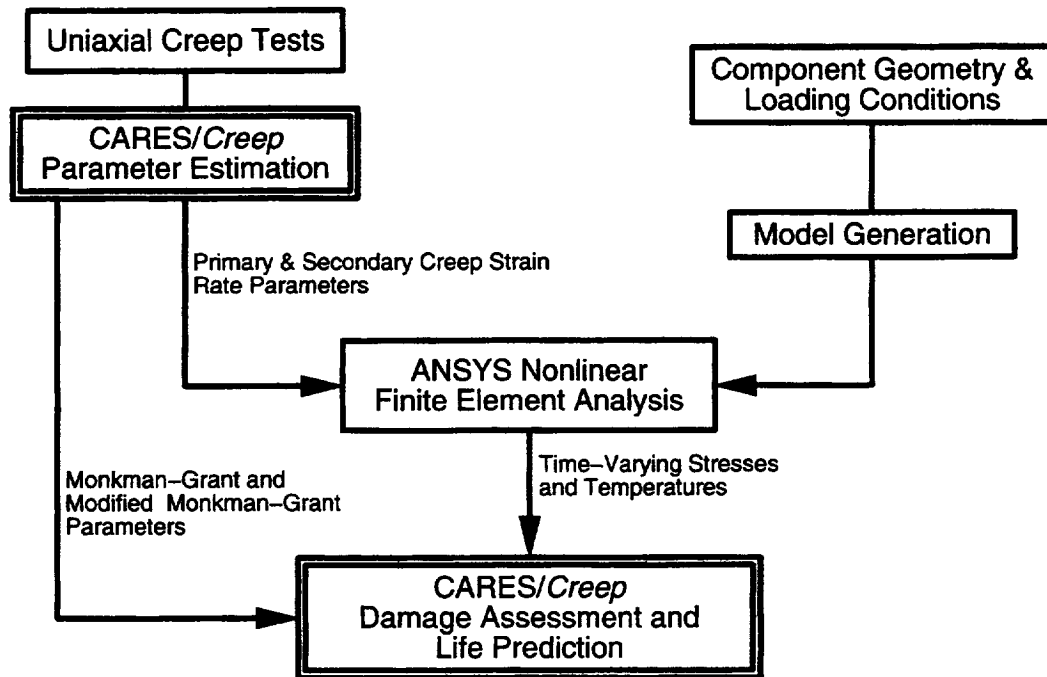 Uniaxial Creep Tests
Component Geometry &
Loading Conditions
CARES/Creep
Parameter Estimation
Model Generation
Primary & Secondary Creep Strain
Rate Parameters
ANSYS Nonlinear
Finite Element Analysis
Monkman–Grant and
Modified Monkman–Grant
Parameters
Time–Varying Stresses
and Temperatures
CARES/Creep
Damage Assessment and
Life Prediction